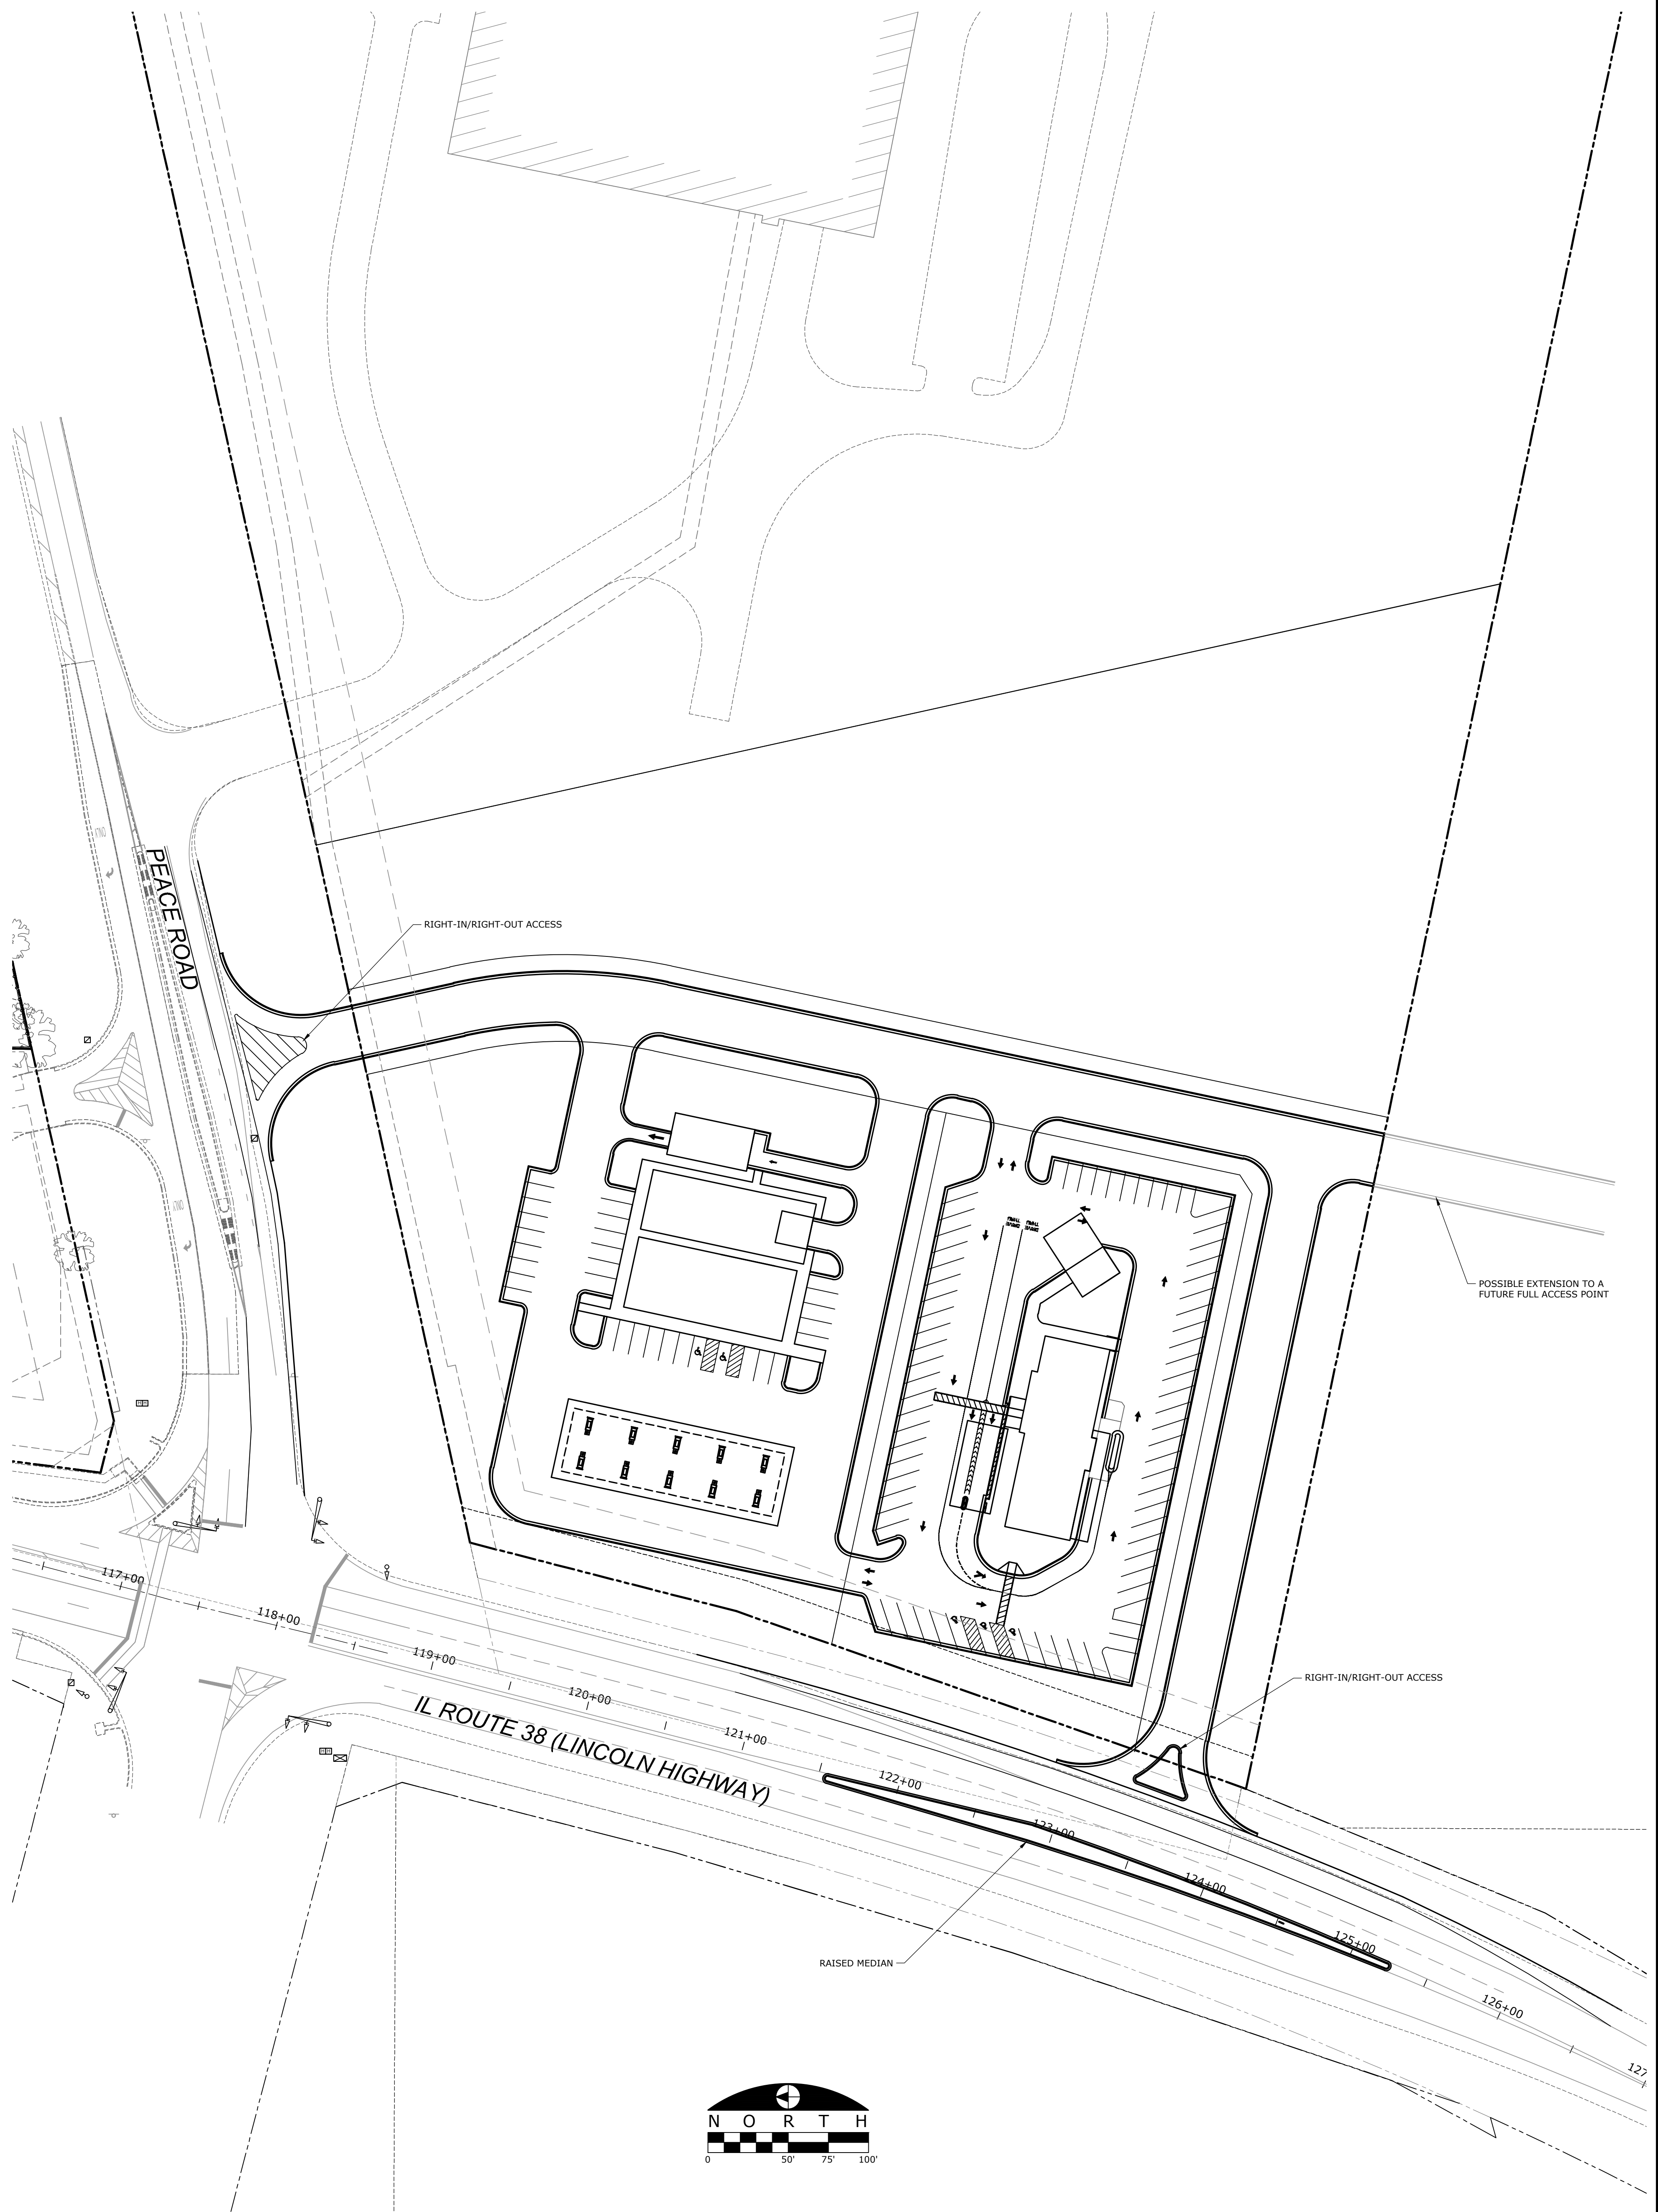 PEACE ROAD
RIGHT-IN/RIGHT-OUT ACCESS
POSSIBLE EXTENSION TO A
FUTURE FULL ACCESS POINT
117+00
118+00
119+00
120+00
121+00
122+00
123+00
124+00
125+00
126+00
IL ROUTE 38 (LINCOLN HIGHWAY)
RIGHT-IN/RIGHT-OUT ACCESS
RAISED MEDIAN
NORTH
0 50' 75' 100'